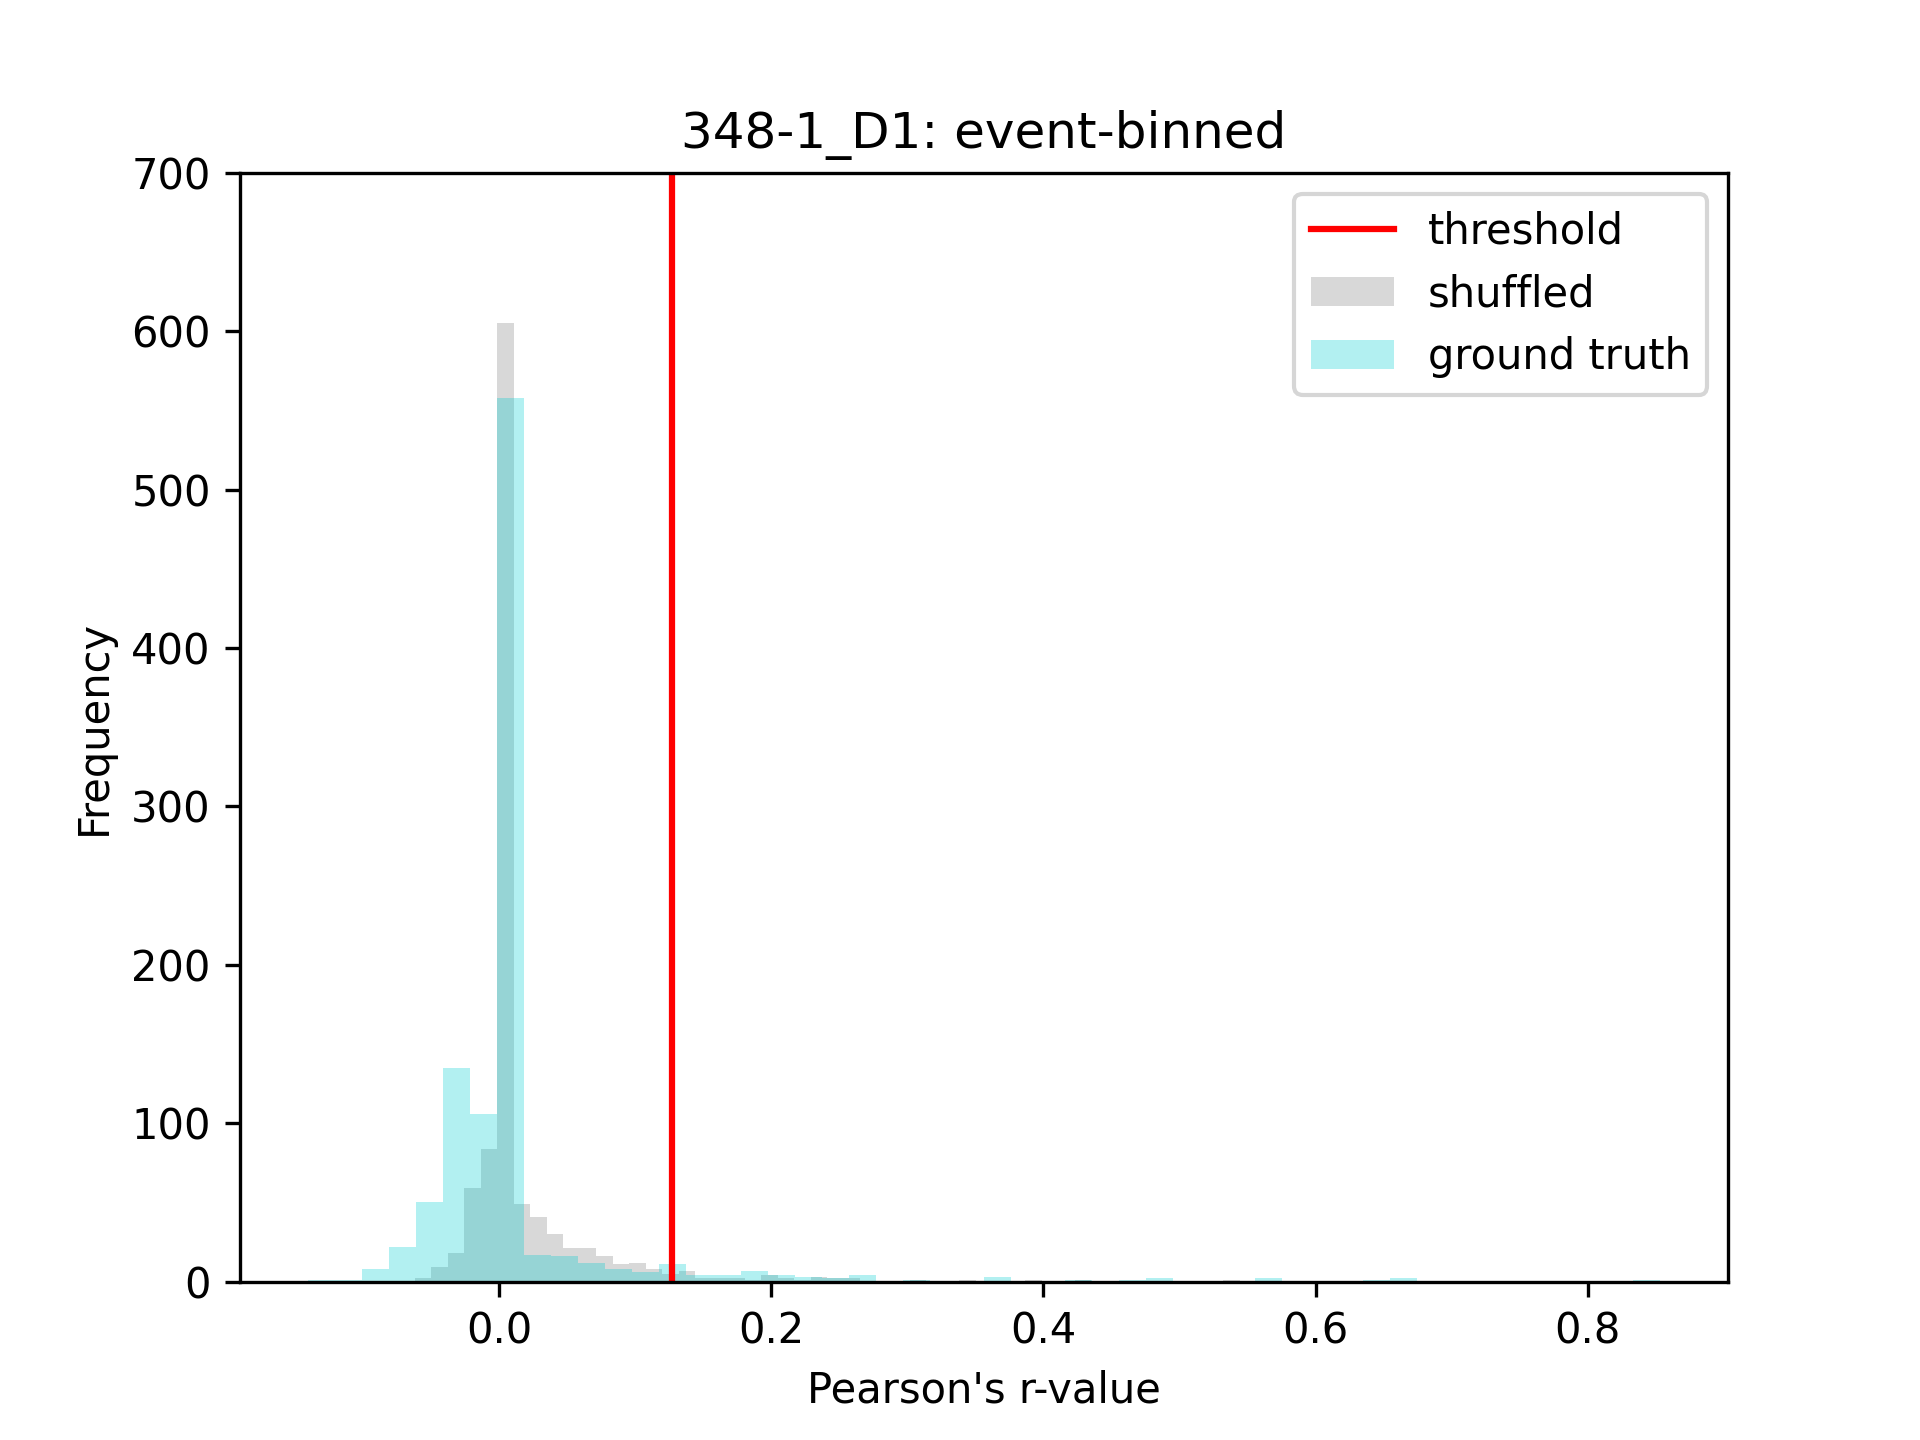 348-1_D1: event-binned
700
600
500
400
300
200
100
0
Frequency
threshold
shuffled
ground truth
0.0 0.2 0.4 0.6 0.8
Pearson's r-value